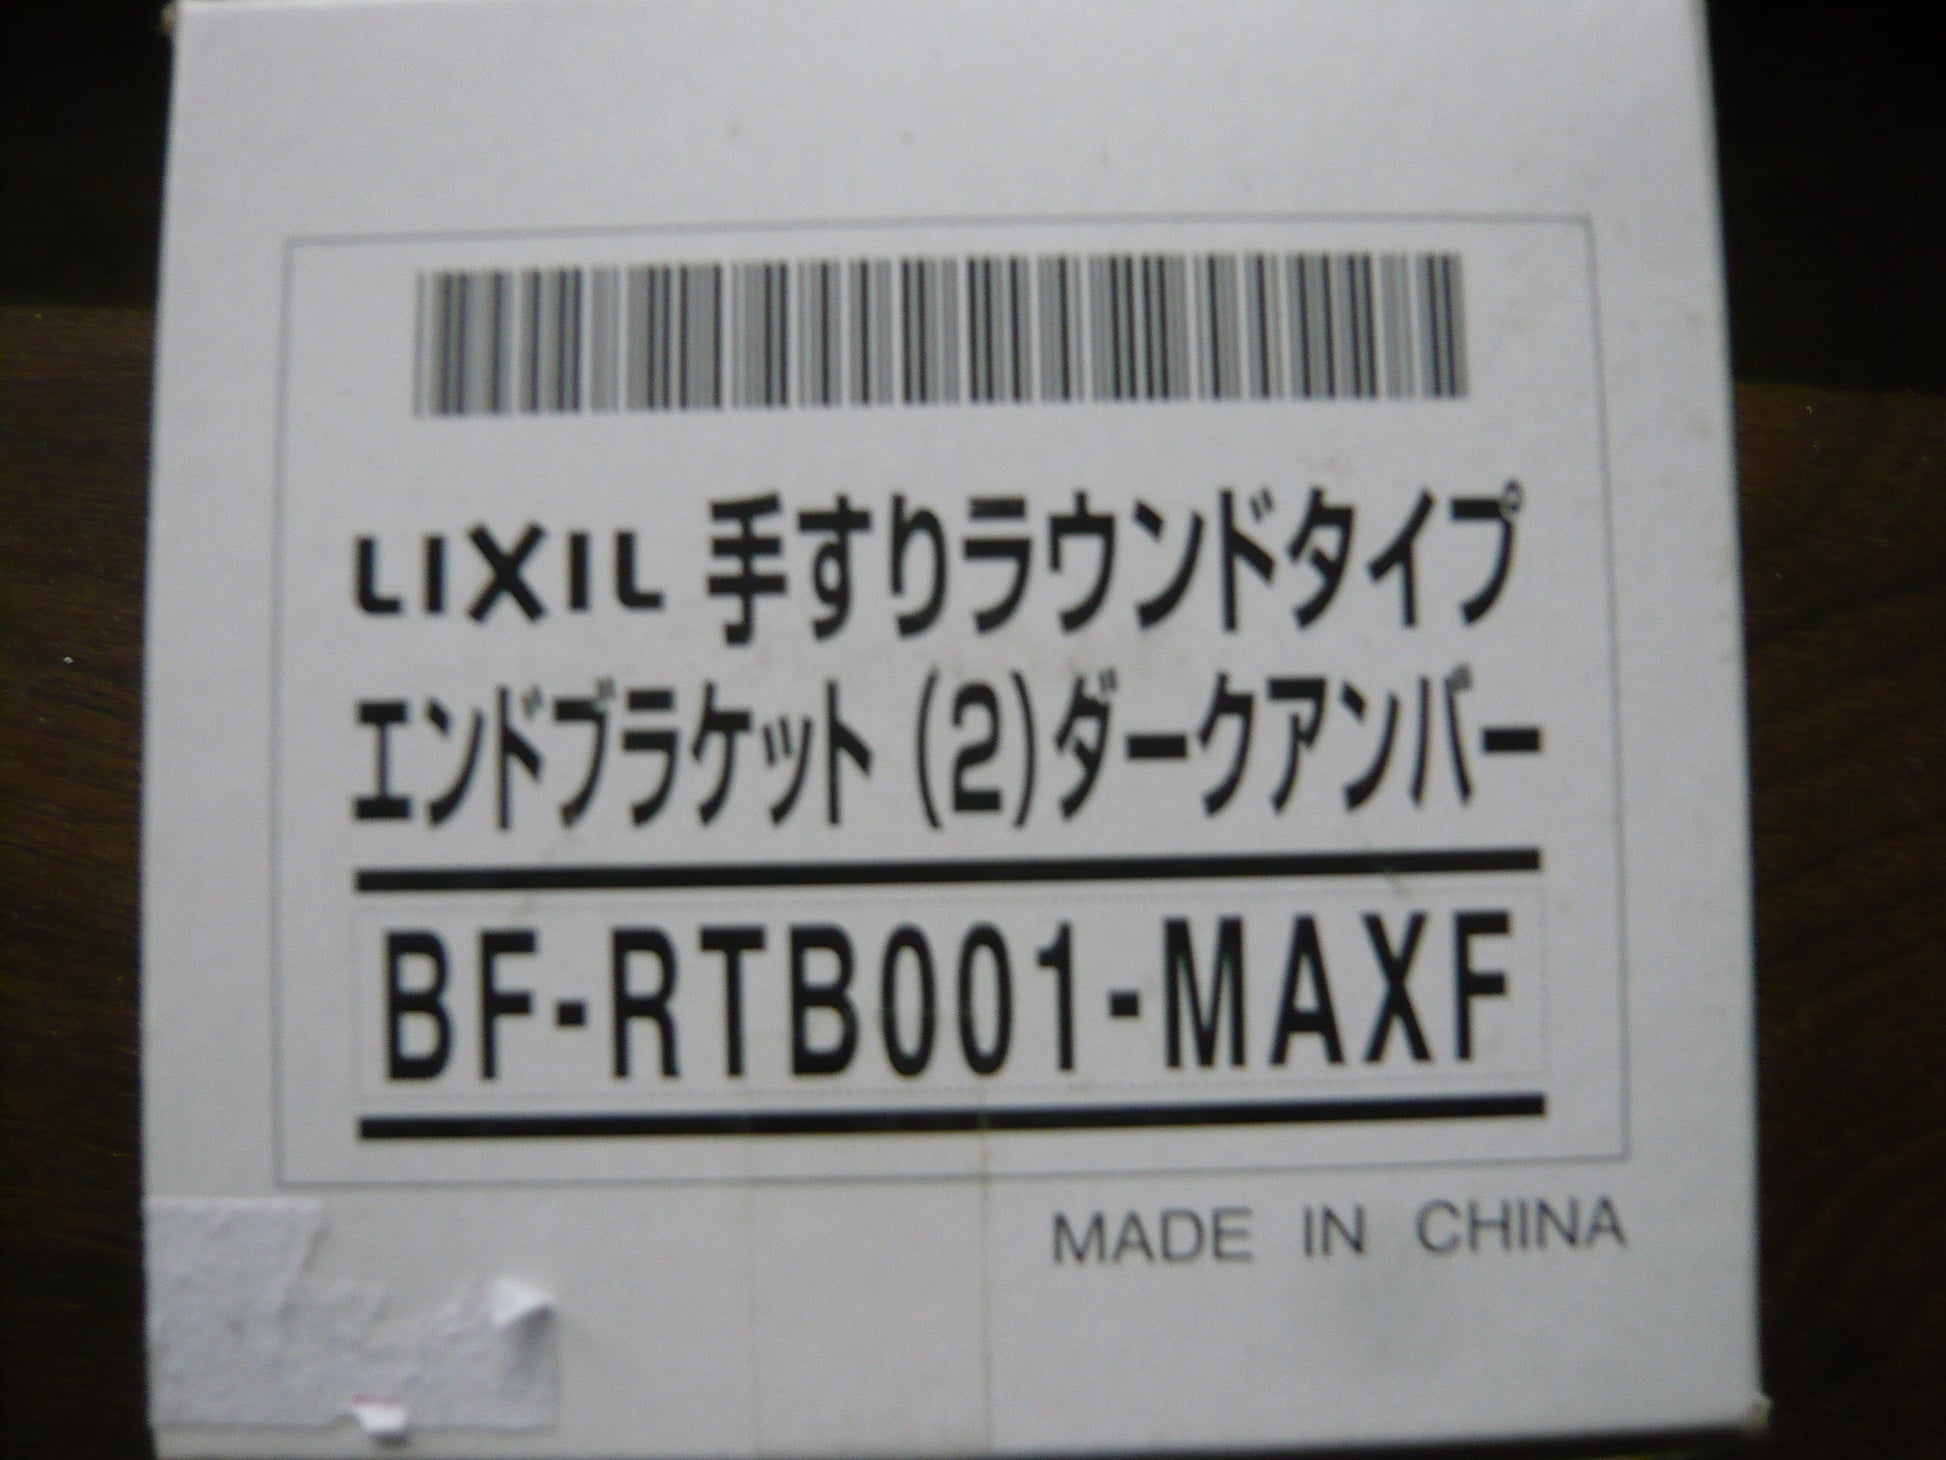 LIXIL 手すりラウンドタイプ
エンドブラケット (2)ダークアンバー
BF-RTB001-MAXF
MADE IN CHINA